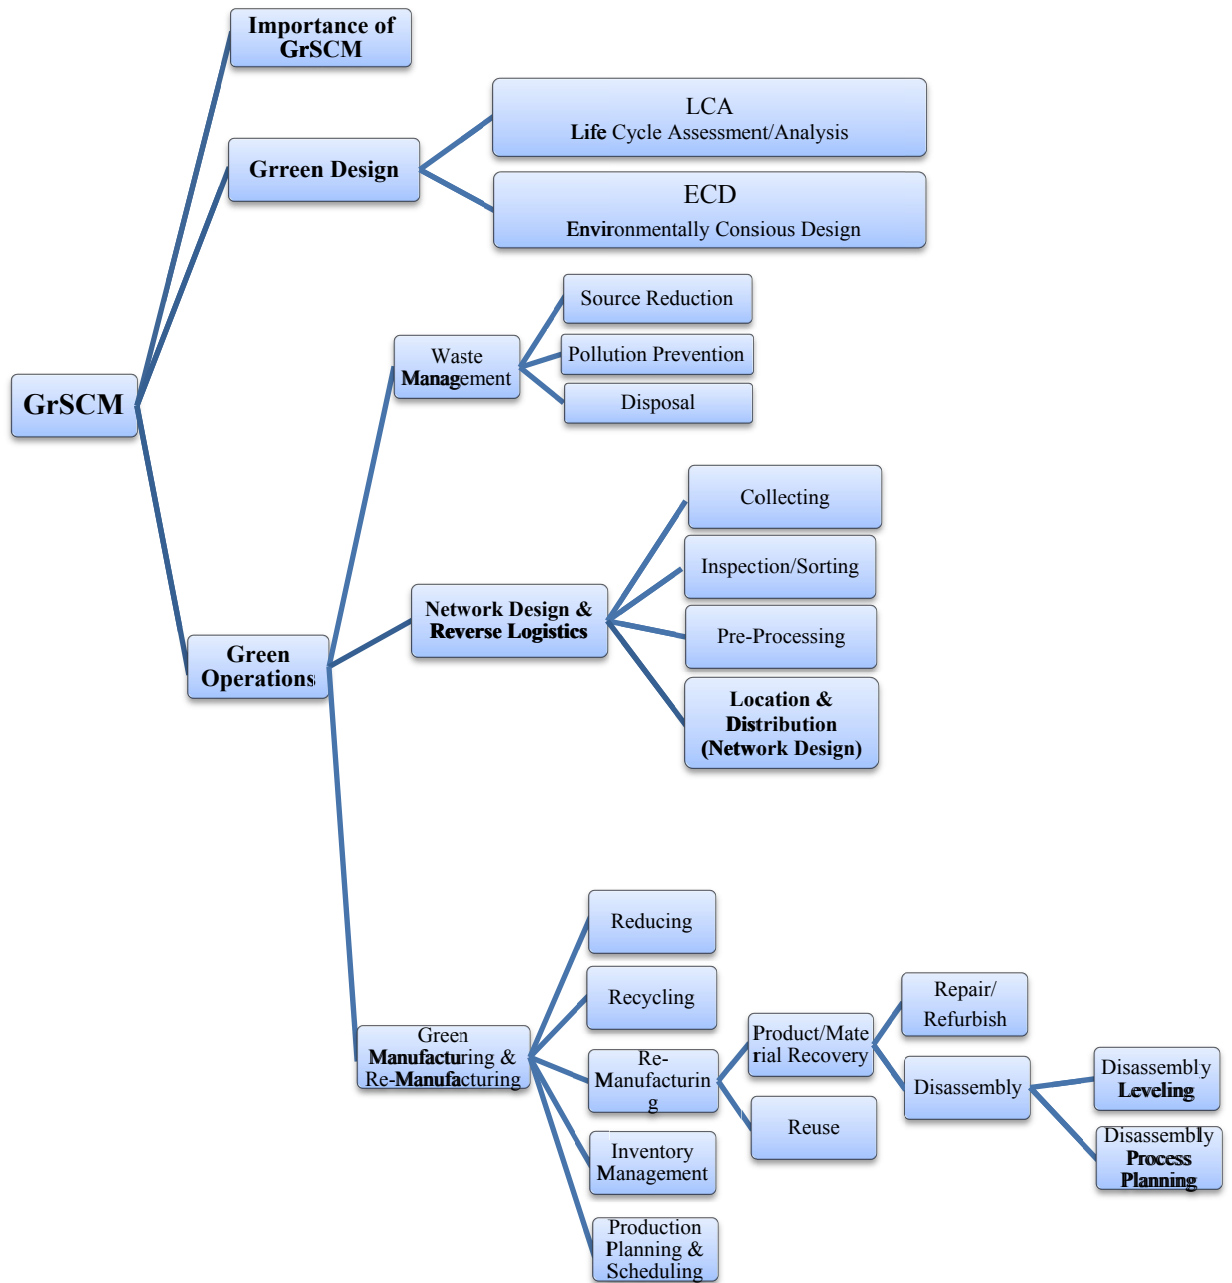 Importance of
GrSCM
LCA
Life Cycle Assessment/Analysis
Grreen Design
ECD
Environmentally Consious Design
Source Reduction
Waste
Management
Pollution Prevention
Disposal
GrSCM
Collecting
Inspection/Sorting
Network Design &
Reverse Logistics
Pre-Processing
Green
Operations
Location &
Distribution
(Network Design)
Reducing
Recycling
Repair/
Refurbish
Green
Manufacturing &
Re-Manufacturing
Product/Mate
rial Recovery
Re-
Manufacturin
g
Disassembly
Disassembly
Leveling
Reuse
Inventory
Management
Disassembly
Process
Planning
Production
Planning &
Scheduling